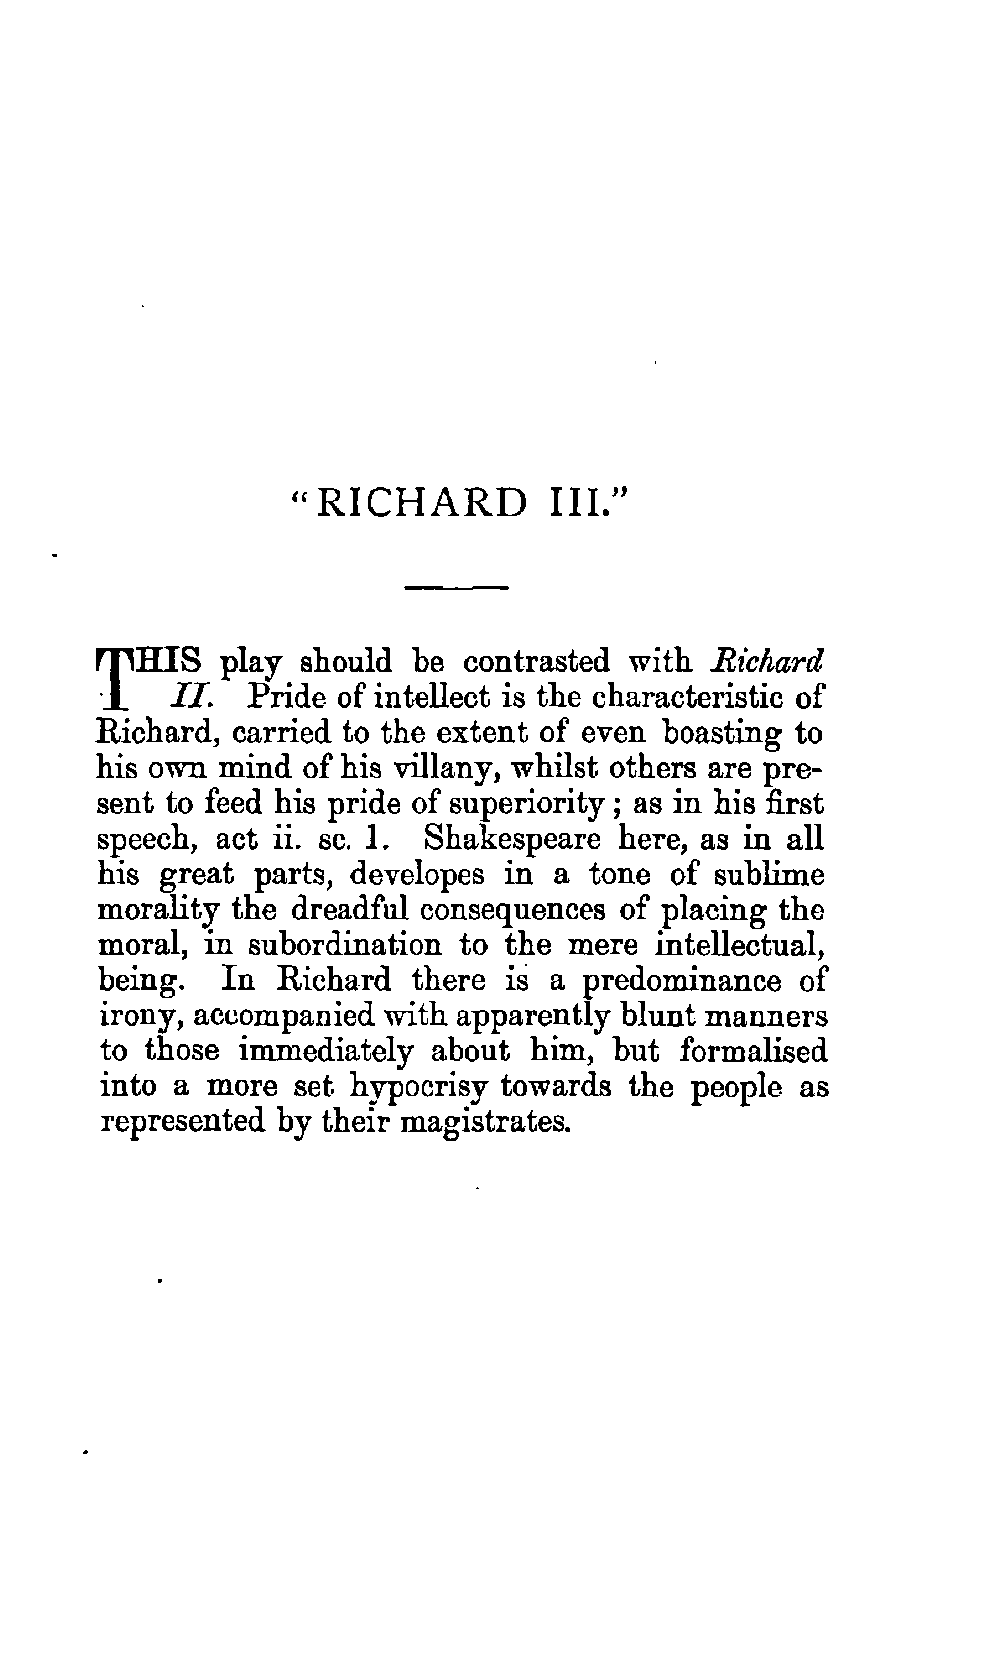 “RICHARD III.”
THIS play should be contrasted with Richard
II. Pride of intellect is the characteristic of
Richard, carried to the extent of even boasting to
his own mind of his villany, whilst others are pre-
sent to feed his pride of superiority; as in his first
speech, act ii. sc. 1. Shakespeare here, as in all
his great parts, developes in a tone of sublime
morality the dreadful consequences of placing the
moral, in subordination to the mere intellectual,
being. In Richard there is a predominance of
irony, accompanied with apparently blunt manners
to those immediately about him, but formalised
into a more set hypocrisy towards the people as
represented by their magistrates.